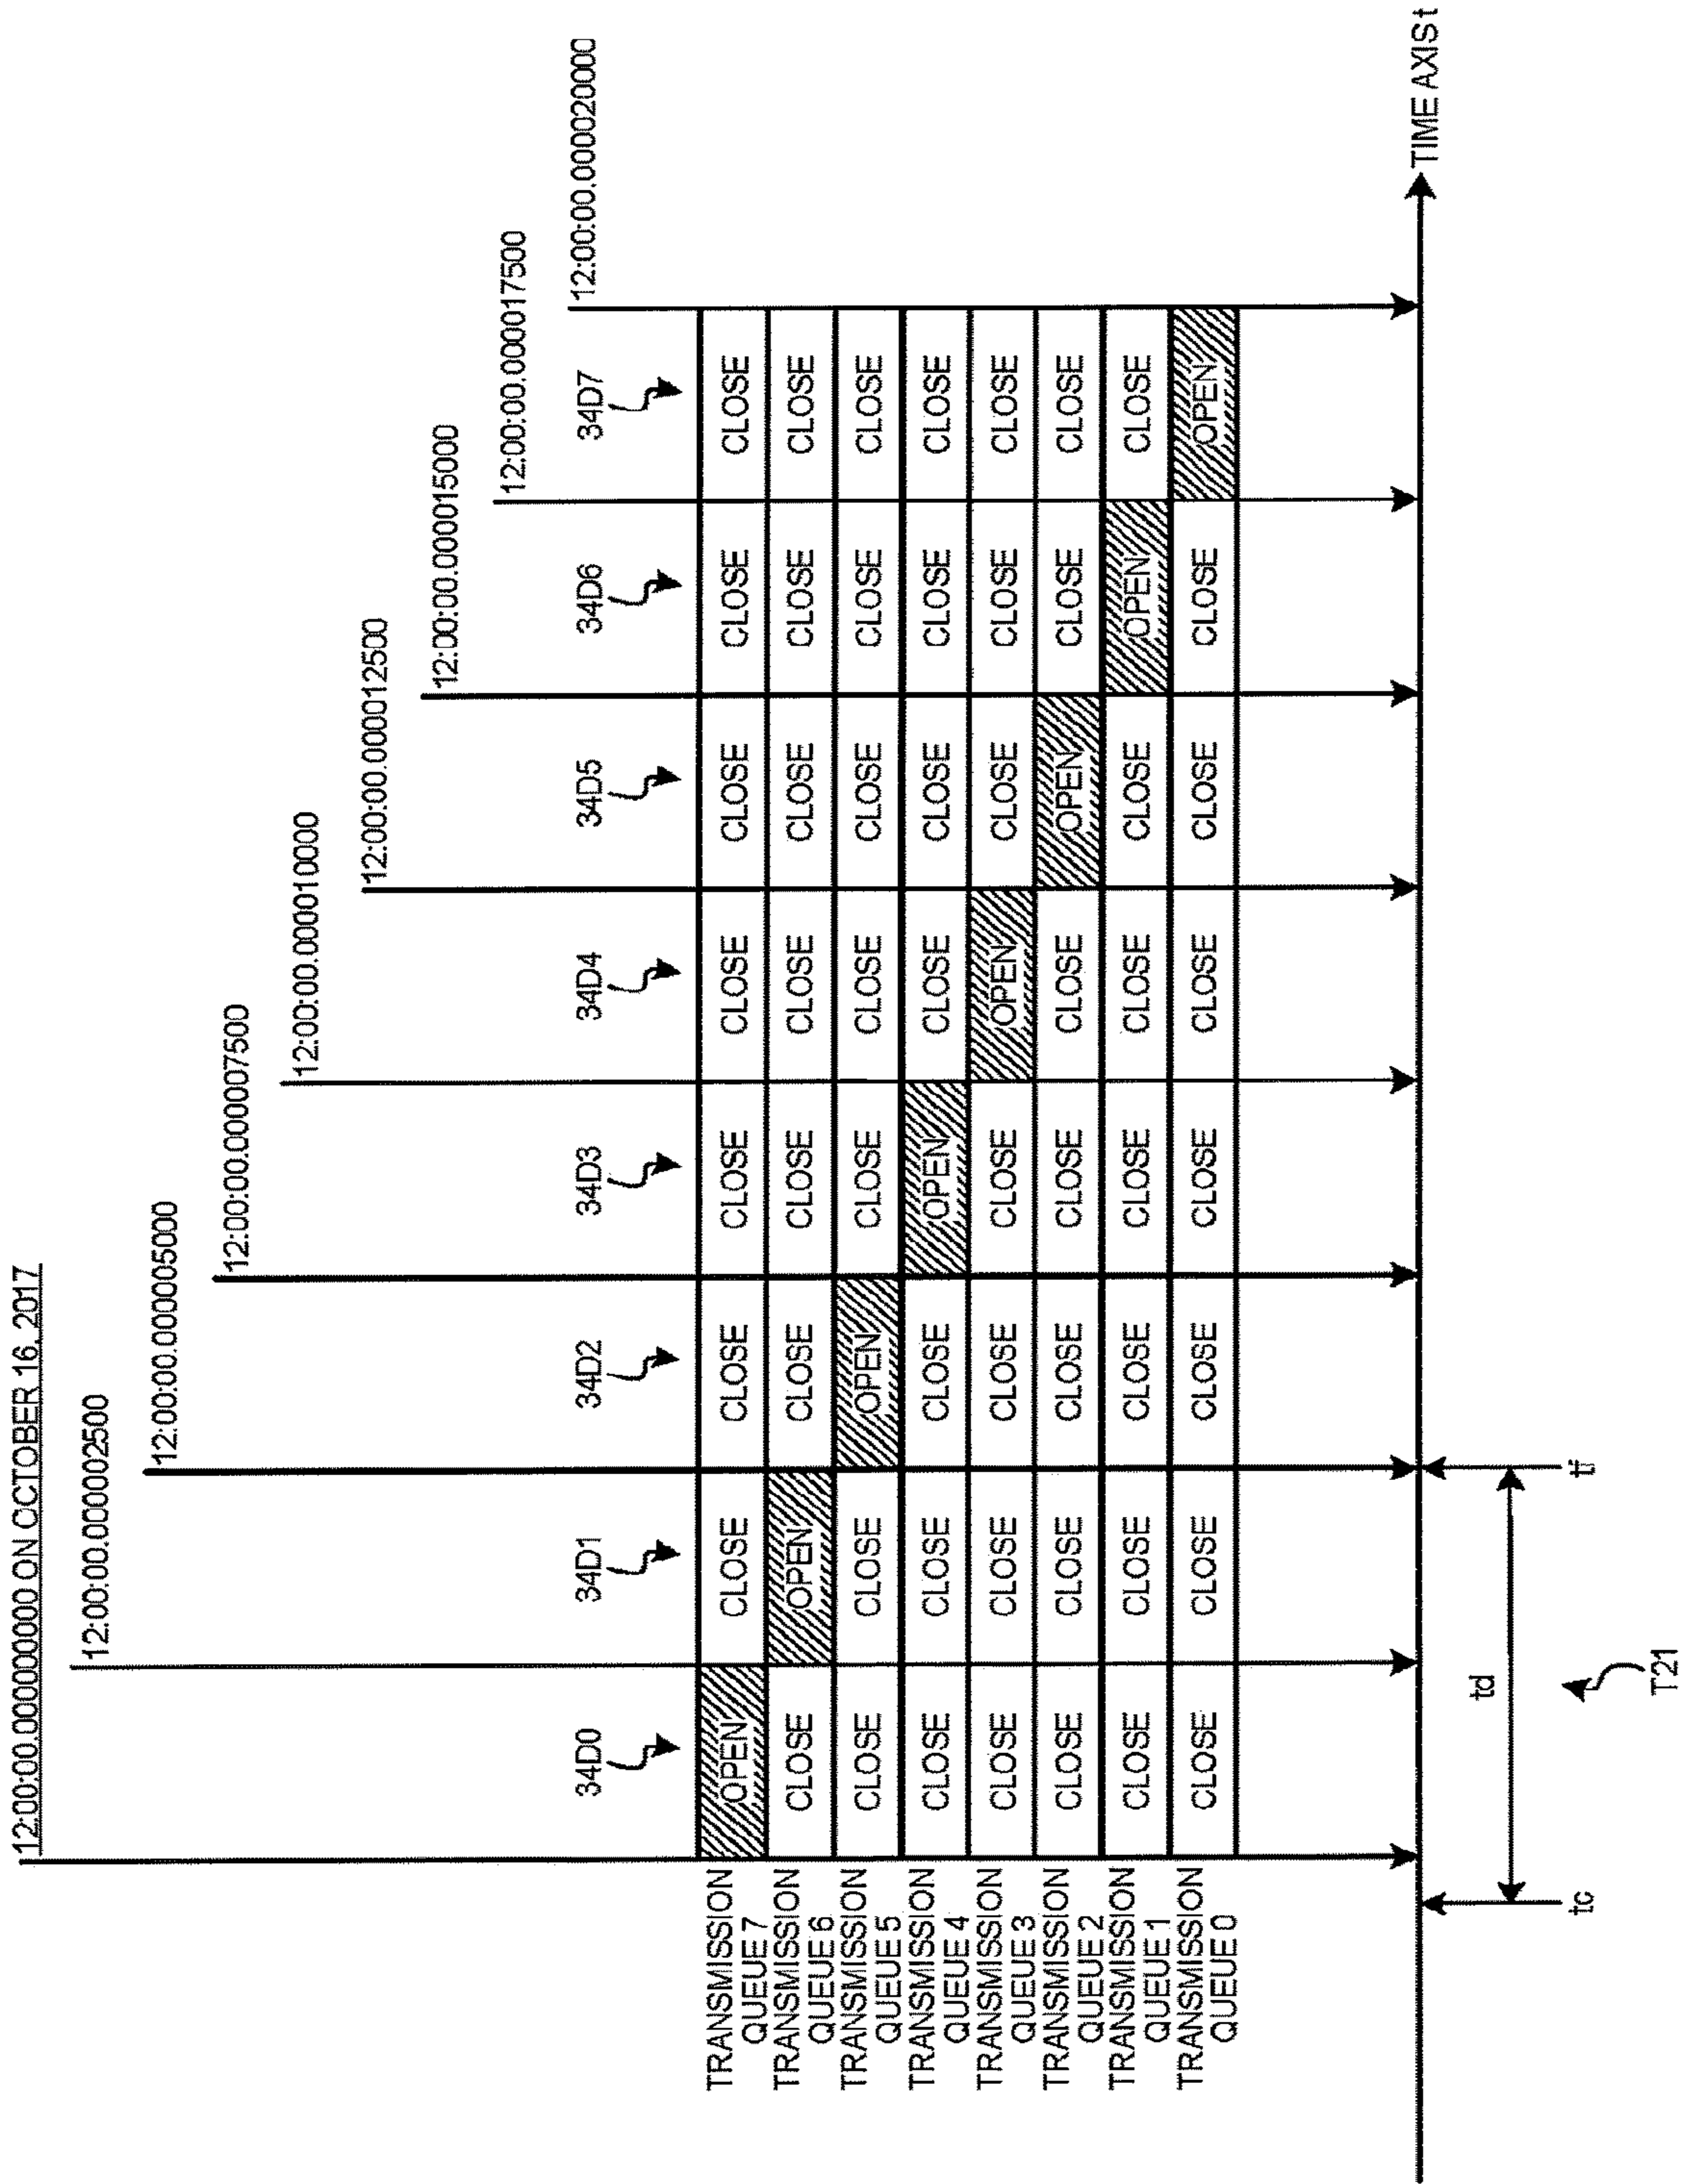 12:00:00.000000000 ON OCTOBER 16, 2017
12:00:00.000002500
12:00:00.000005000
12:00:00.000007500
12:00:00.000010000
12:00:00.000012500
12:00:00.000015000
12:00:00.000017500
12:00:00.000020000
34D0 34D1 34D2 34D3 34D4 34D5 34D6 34D7
TRANSMISSION
QUEUE 7
OPEN CLOSE CLOSE CLOSE CLOSE CLOSE CLOSE CLOSE
TRANSMISSION
QUEUE 6
CLOSE OPEN CLOSE CLOSE CLOSE CLOSE CLOSE CLOSE
TRANSMISSION
QUEUE 5
CLOSE CLOSE OPEN CLOSE CLOSE CLOSE CLOSE CLOSE
TRANSMISSION
QUEUE 4
CLOSE CLOSE CLOSE OPEN CLOSE CLOSE CLOSE CLOSE
TRANSMISSION
QUEUE 3
CLOSE CLOSE CLOSE CLOSE OPEN CLOSE CLOSE CLOSE
TRANSMISSION
QUEUE 2
CLOSE CLOSE CLOSE CLOSE CLOSE OPEN CLOSE CLOSE
TRANSMISSION
QUEUE 1
CLOSE CLOSE CLOSE CLOSE CLOSE CLOSE OPEN CLOSE
TRANSMISSION
QUEUE 0
CLOSE CLOSE CLOSE CLOSE CLOSE CLOSE CLOSE OPEN
TIME AXIS t
td
tc
tf
T21